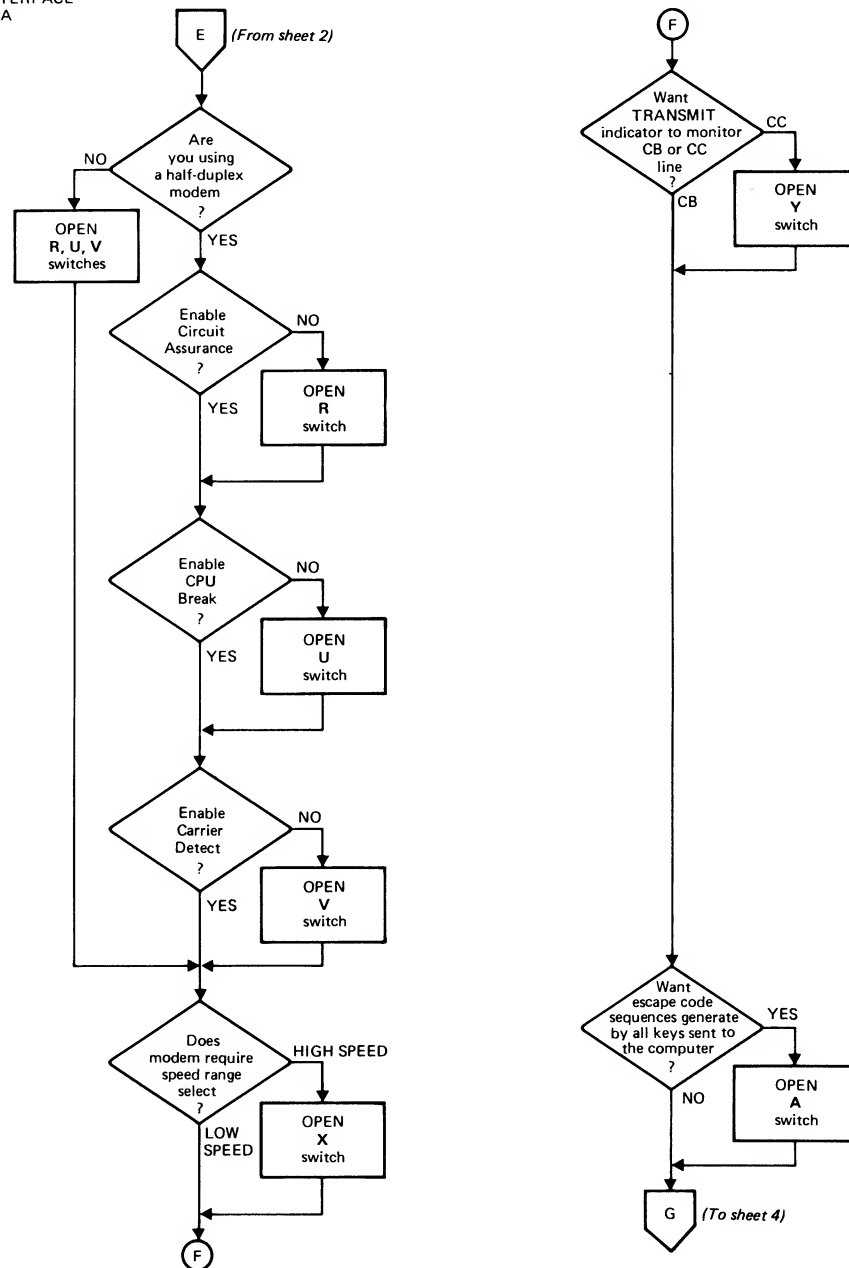 A
E
(From sheet 2)
Are
you using
a half-duplex
modem
?
NO
OPEN
R, U, V
switches
YES
Enable
Circuit
Assurance
?
NO
OPEN
R
switch
YES
Enable
CPU
Break
?
NO
OPEN
U
switch
YES
Enable
Carrier
Detect
?
NO
OPEN
V
switch
YES
Does
modem require
speed range
select
?
HIGH SPEED
OPEN
X
switch
LOW
SPEED
F
F
Want
TRANSMIT
indicator to monitor
CB or CC
line
?
CC
OPEN
Y
switch
CB
Want
escape code
sequences generate
by all keys sent to
the computer
?
YES
OPEN
A
switch
NO
G
(To sheet 4)